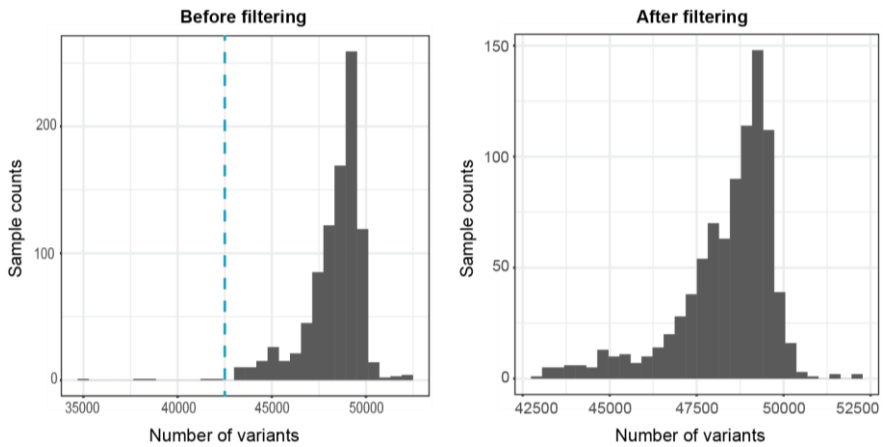 Before filtering
200
100
0
Sample counts
35000 40000 45000 50000
Number of variants
After filtering
150
100
50
0
Sample counts
42500 45000 47500 50000 52500
Number of variants